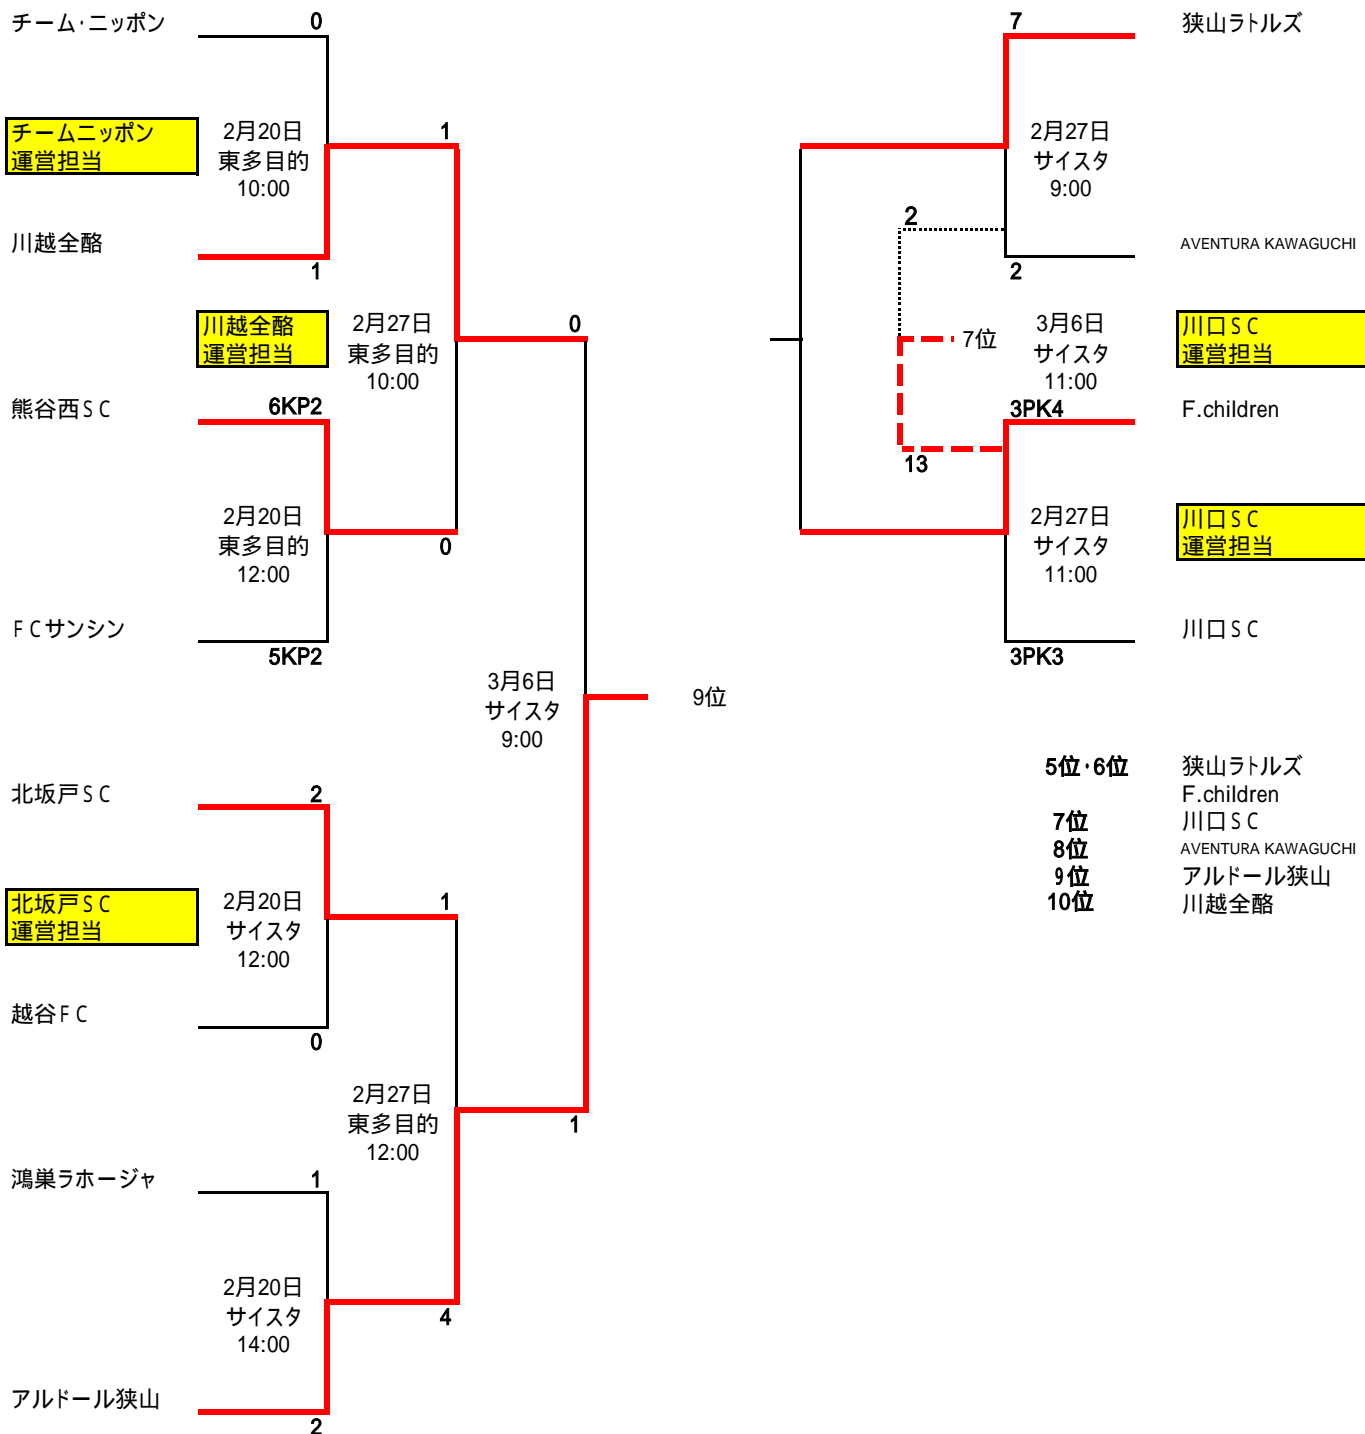 チーム・ニッポン
0
チームニッポン
運営担当
2月20日
東多目的
10:00
1
川越全酪
1
川越全酪
運営担当
2月27日
東多目的
10:00
0
熊谷西SC
6KP2
2月20日
東多目的
12:00
0
FCサンシン
5KP2
3月6日
サイスタ
9:00
9位
北坂戸SC
2
北坂戸SC
運営担当
2月20日
サイスタ
12:00
1
越谷FC
0
2月27日
東多目的
12:00
1
鴻巣ラホージャ
1
2月20日
サイスタ
14:00
4
アルドール狭山
2
7
狭山ラトルズ
2月27日
サイスタ
9:00
2
AVENTURA KAWAGUCHI
2
7位
3月6日
サイスタ
11:00
川口SC
運営担当
3PK4
F.children
13
2月27日
サイスタ
11:00
川口SC
運営担当
川口SC
3PK3
5位・6位 狭山ラトルズ
F.children
7位 川口SC
8位 AVENTURA KAWAGUCHI
9位 アルドール狭山
10位 川越全酪